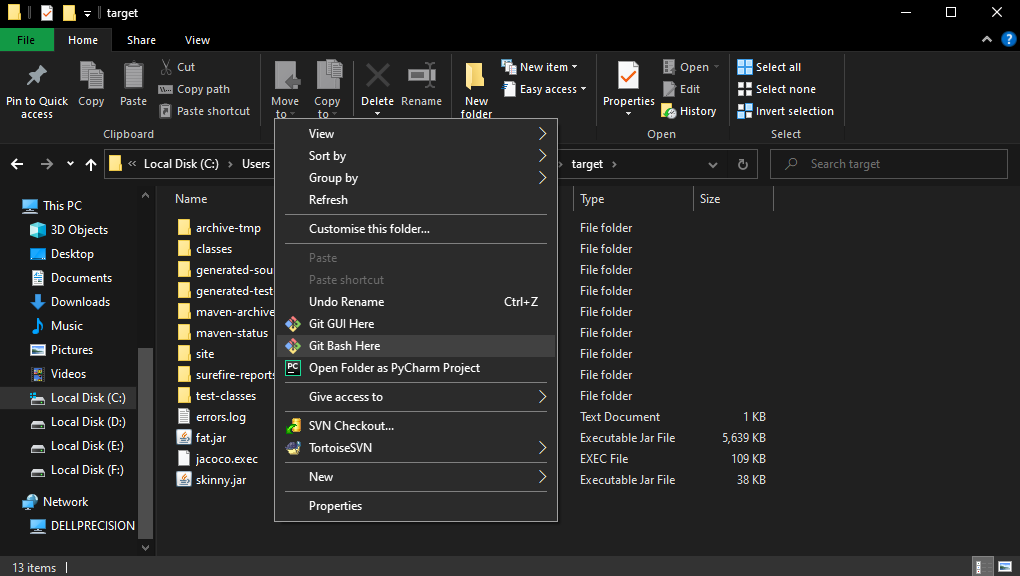 target
File Home Share View
Pin to Quick access
Copy
Paste
Cut
Copy path
Paste shortcut
Clipboard
Move to
Copy to
Delete
Rename
New folder
New item
Easy access
Properties
Open
Edit
History
Open
Select all
Select none
Invert selection
Select
« Local Disk (C:) › Users
target ›
Search target
This PC
3D Objects
Desktop
Documents
Downloads
Music
Pictures
Videos
Local Disk (C:)
Local Disk (D:)
Local Disk (E:)
Local Disk (F:)
Network
DELLPRECISION
Name Type Size
archive-tmp File folder
classes File folder
generated-sou File folder
generated-test File folder
maven-archive File folder
maven-status File folder
site File folder
surefire-reports File folder
test-classes File folder
errors.log Text Document 1 KB
fat.jar Executable Jar File 5,639 KB
jacoco.exec EXEC File 109 KB
skinny.jar Executable Jar File 38 KB
View
Sort by
Group by
Refresh
Customise this folder...
Paste
Paste shortcut
Undo Rename Ctrl+Z
Git GUI Here
Git Bash Here
PC Open Folder as PyCharm Project
Give access to
SVN Checkout...
TortoiseSVN
New
Properties
13 items